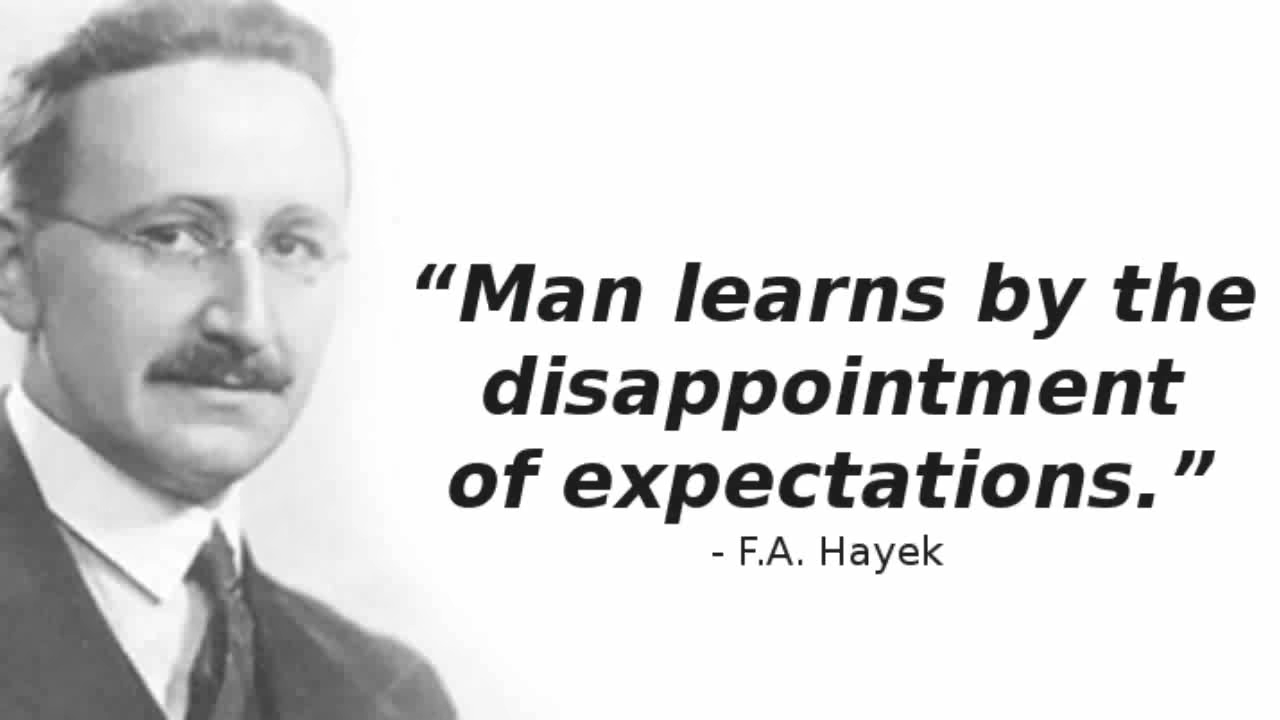 “Man learns by the
disappointment
of expectations.”
- F.A. Hayek